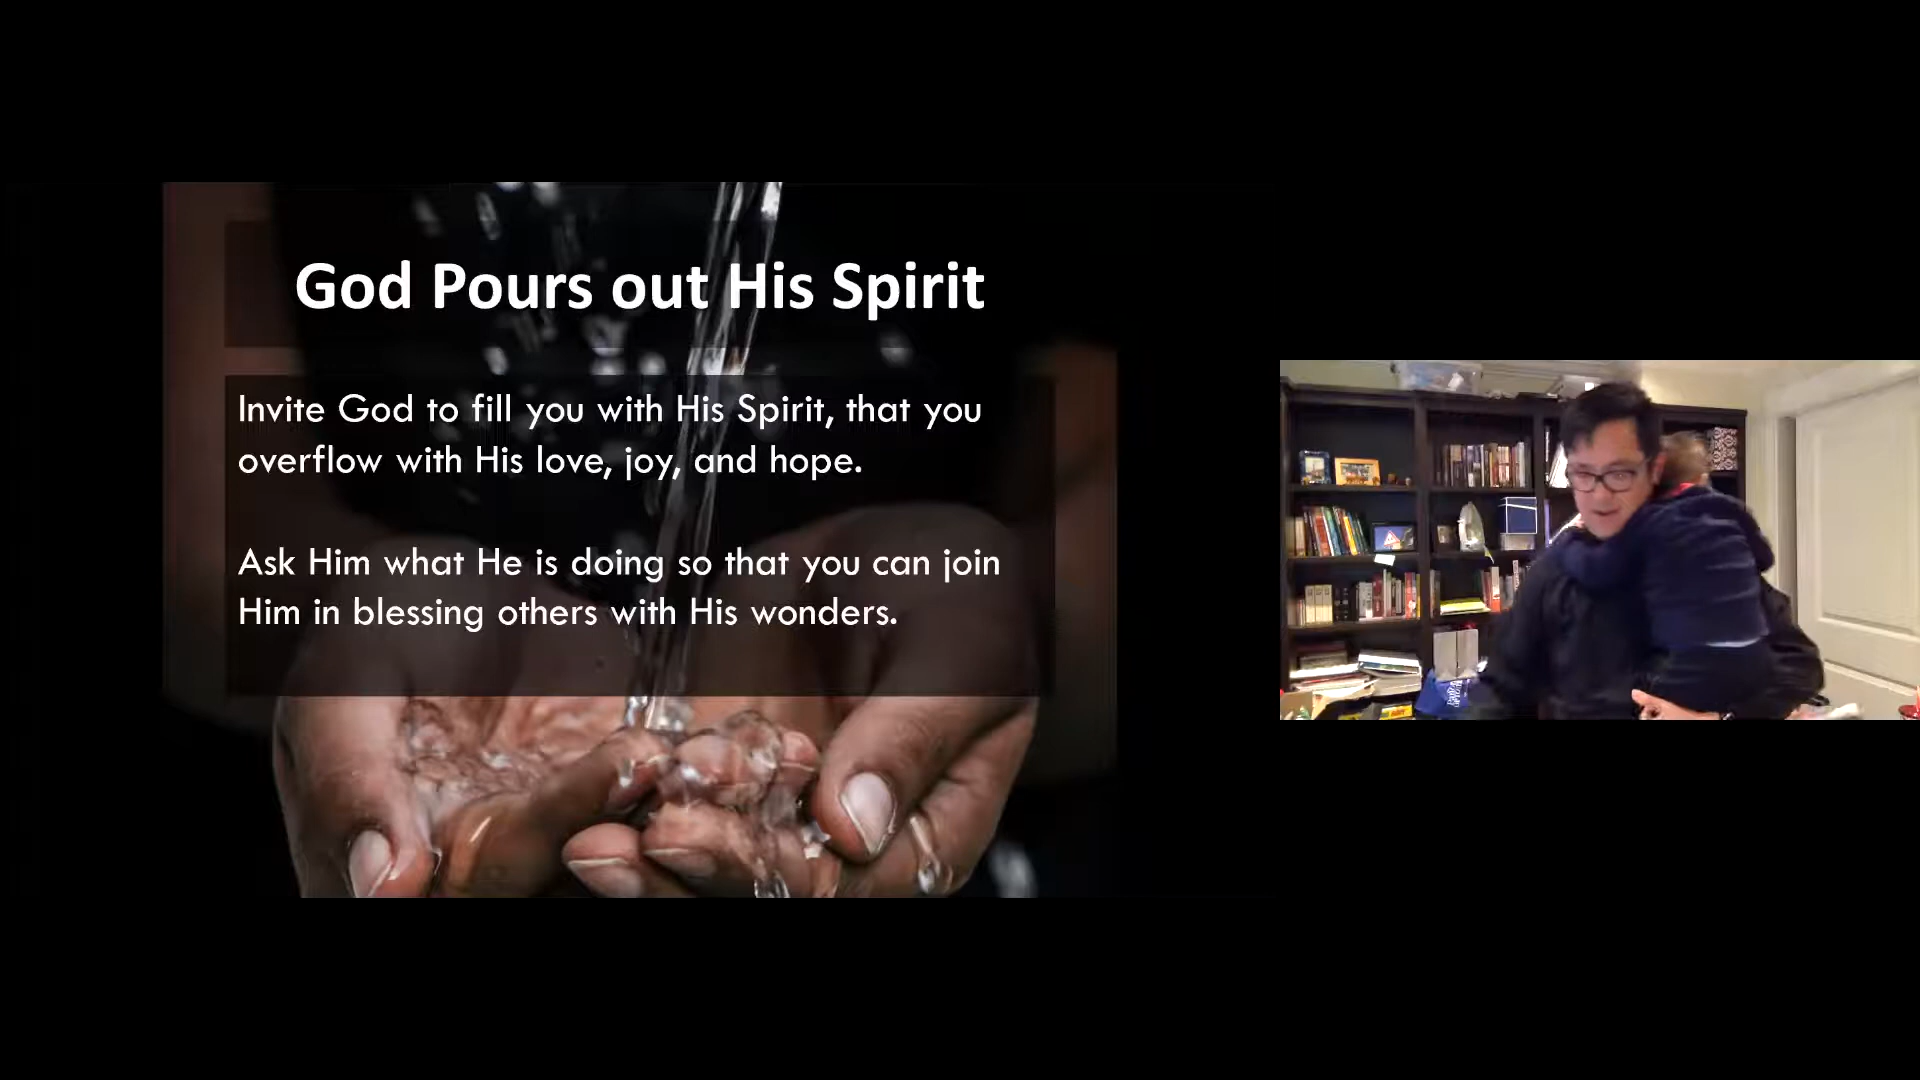 God Pours out His Spirit
Invite God to fill you with His Spirit, that you
overflow with His love, joy, and hope.
Ask Him what He is doing so that you can join
Him in blessing others with His wonders.